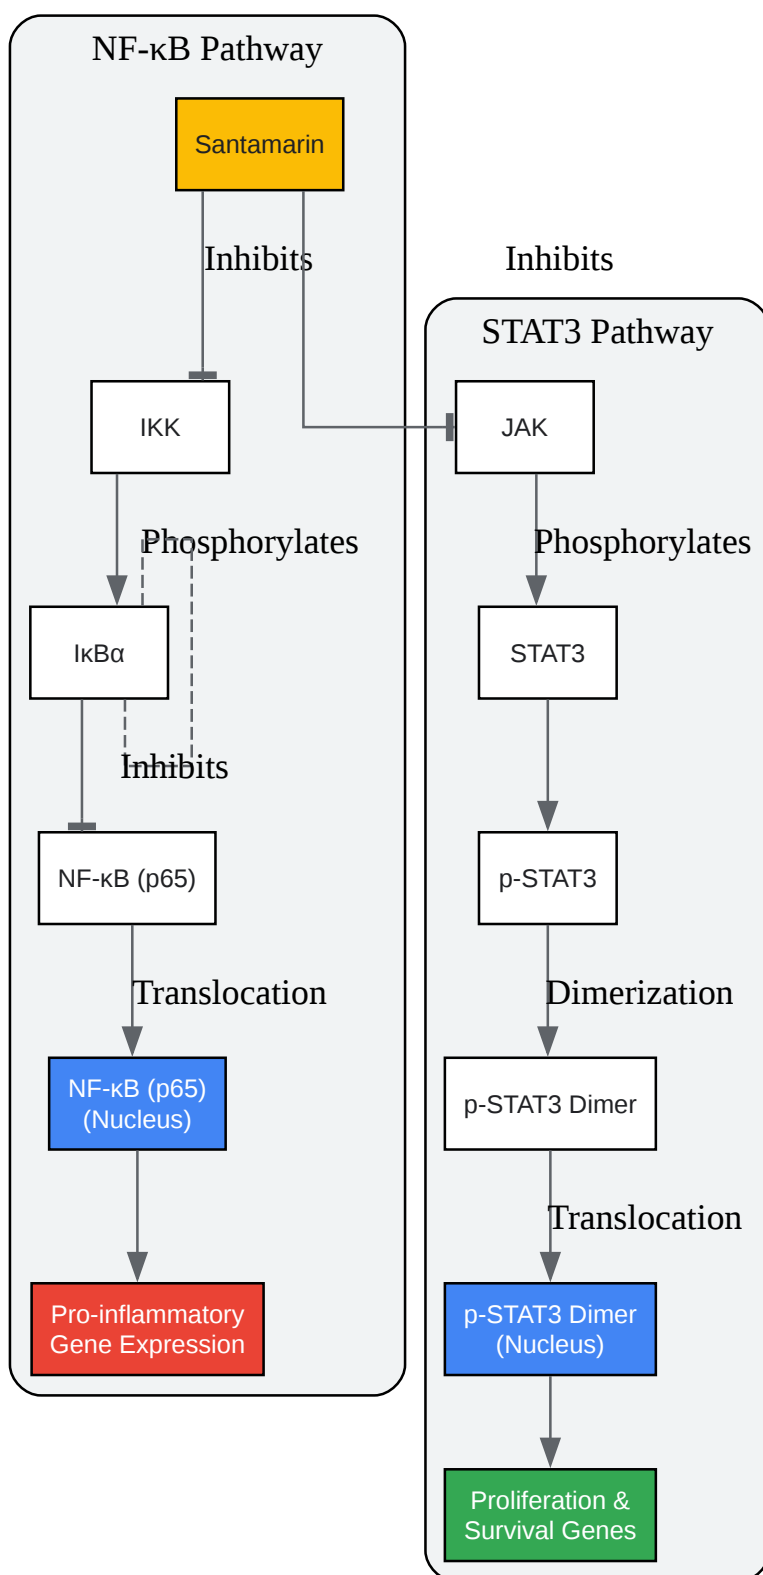 NF-κB Pathway
Santamarin
Inhibits
Inhibits
STAT3 Pathway
IKK
JAK
Phosphorylates
Phosphorylates
IκBα
STAT3
Inhibits
NF-κB (p65)
p-STAT3
Translocation
Dimerization
NF-κB (p65)
(Nucleus)
p-STAT3 Dimer
Translocation
Pro-inflammatory
Gene Expression
p-STAT3 Dimer
(Nucleus)
Proliferation &
Survival Genes